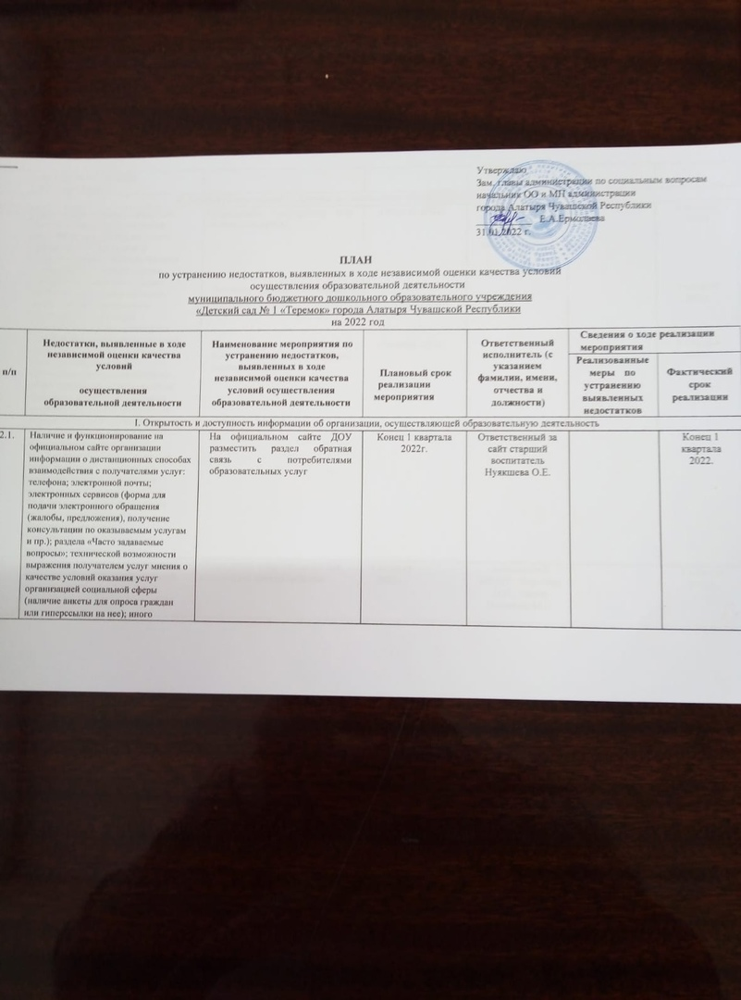 Утверждаю
Зам. главы администрации по социальным вопросам
начальник ОО и МП администрации
города Алатыря Чувашской Республики
Е.А.Ермолаева
31.01.2022 г.
ПЛАН
по устранению недостатков, выявленных в ходе независимой оценки качества условий
осуществления образовательной деятельности
муниципального бюджетного дошкольного образовательного учреждения
«Детский сад № 1 «Теремок» города Алатыря Чувашской Республики
на 2022 год
п/п
Недостатки, выявленные в ходе
независимой оценки качества
условий
осуществления
образовательной деятельности
Наименование мероприятия по
устранению недостатков,
выявленных в ходе
независимой оценки качества
условий осуществления
образовательной деятельности
Плановый срок
реализации
мероприятия
Ответственный
исполнитель (с
указанием
фамилии, имени,
отчества и
должности)
Сведения о ходе реализации
мероприятия
Реализованные
меры по
устранению
выявленных
недостатков
Фактический
срок
реализации
I. Открытость и доступность информации об организации, осуществляющей образовательную деятельность
2.1.
Наличие и функционирование на
официальном сайте организации
информации о дистанционных способах
взаимодействия с получателями услуг:
телефона; электронной почты;
электронных сервисов (форма для
подачи электронного обращения
(жалобы, предложения), получение
консультации по оказываемым услугам
и пр.); раздела «Часто задаваемые
вопросы»; технической возможности
выражения получателем услуг мнения о
качестве условий оказания услуг
организацией социальной сферы
(наличие анкеты для опроса граждан
или гиперссылки на нее); иного
На официальном сайте ДОУ
разместить раздел обратная
связь с потребителями
образовательных услуг
Конец 1 квартала
2022г.
Ответственный за
сайт старший
воспитатель
Нуякшева О.Е.
Конец 1
квартала
2022.